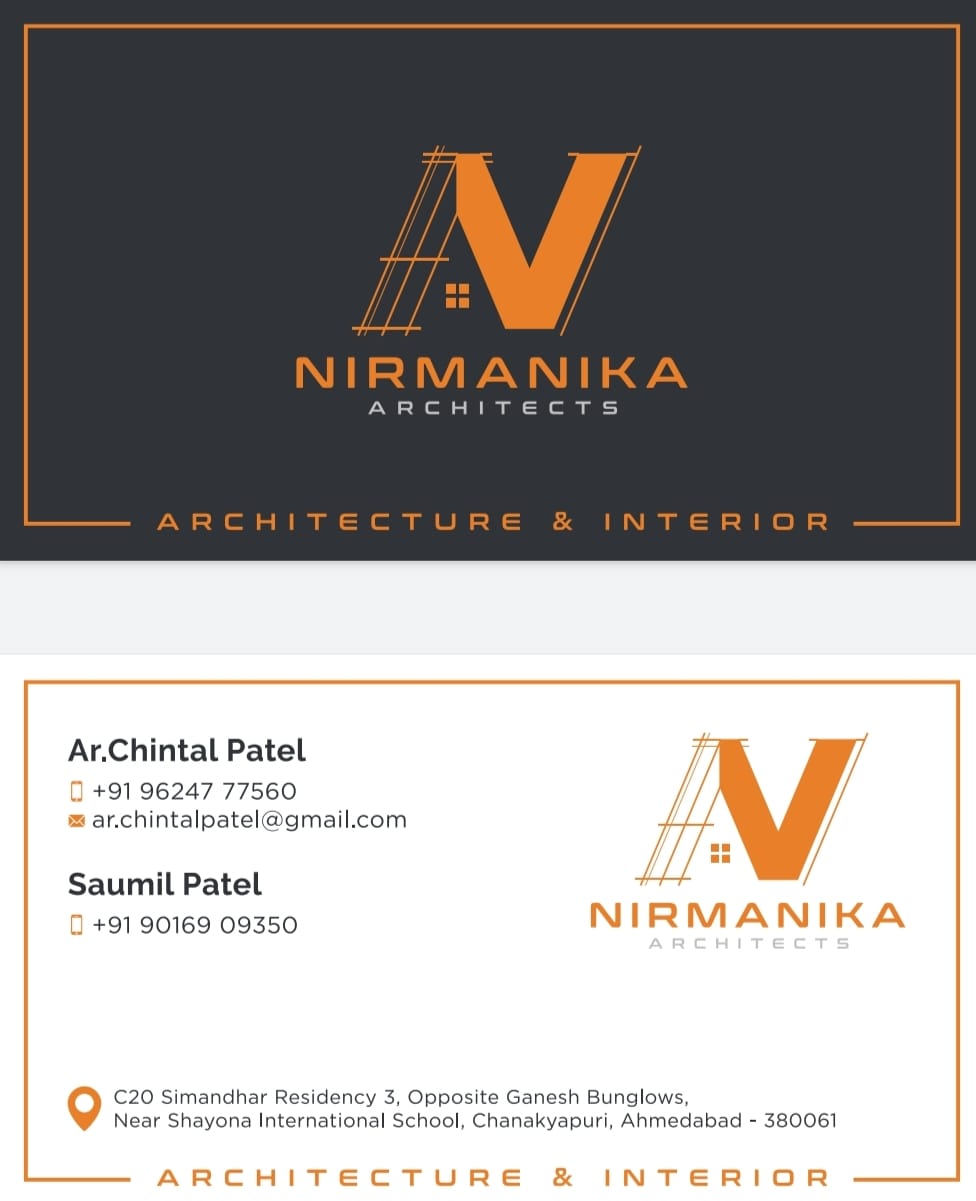 NIRMANIKA
ARCHITECTS
ARCHITECTURE & INTERIOR
Ar.Chintal Patel
+91 96247 77560
ar.chintalpatel@gmail.com
Saumil Patel
+91 90169 09350
NIRMANIKA
ARCHITECTS
C20 Simandhar Residency 3, Opposite Ganesh Bunglows,
Near Shayona International School, Chanakyapuri, Ahmedabad - 380061
ARCHITECTURE & INTERIOR